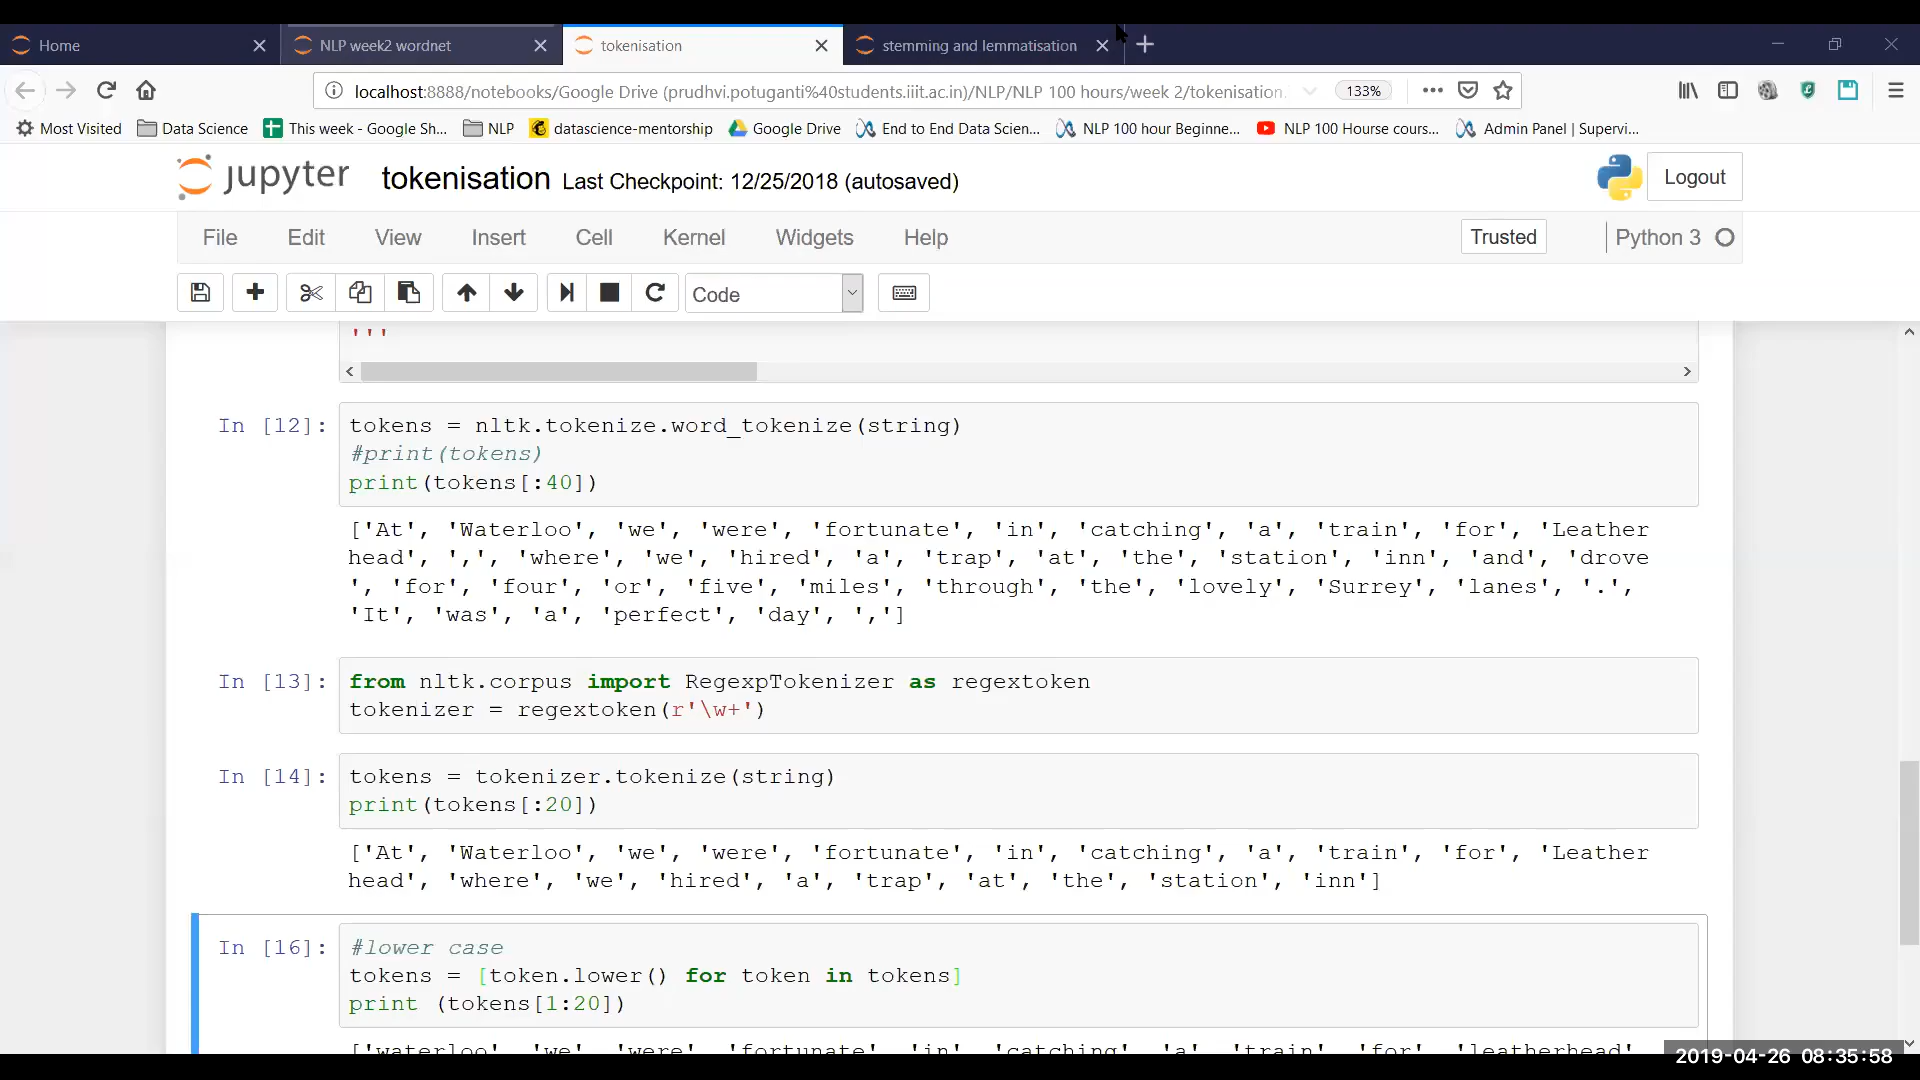 Home
NLP week2 wordnet
tokenisation
stemming and lemmatisation
localhost:8888/notebooks/Google Drive (prudhvi.potuganti%40students.iiit.ac.in)/NLP/NLP 100 hours/week 2/tokenisation.
133%
Most Visited
Data Science
This week - Google Sh...
NLP
datascience-mentorship
Google Drive
End to End Data Scien...
NLP 100 hour Beginne...
NLP 100 Hourse cours...
Admin Panel | Supervi...
jupyter
tokenisation Last Checkpoint: 12/25/2018 (autosaved)
Logout
File Edit View Insert Cell Kernel Widgets Help
Trusted
Python 3
Code
'''
In [12]:
tokens = nltk.tokenize.word_tokenize(string)
#print(tokens)
print(tokens[:40])
['At', 'Waterloo', 'we', 'were', 'fortunate', 'in', 'catching', 'a', 'train', 'for', 'Leather
head', ',', 'where', 'we', 'hired', 'a', 'trap', 'at', 'the', 'station', 'inn', 'and', 'drove
', 'for', 'four', 'or', 'five', 'miles', 'through', 'the', 'lovely', 'Surrey', 'lanes', '.',
'It', 'was', 'a', 'perfect', 'day', ',']
In [13]:
from nltk.corpus import RegexpTokenizer as regextoken
tokenizer = regextoken(r'\w+')
In [14]:
tokens = tokenizer.tokenize(string)
print(tokens[:20])
['At', 'Waterloo', 'we', 'were', 'fortunate', 'in', 'catching', 'a', 'train', 'for', 'Leather
head', 'where', 'we', 'hired', 'a', 'trap', 'at', 'the', 'station', 'inn']
In [16]:
#lower case
tokens = [token.lower() for token in tokens]
print (tokens[1:20])
['waterloo', 'we', 'were', 'fortunate', 'in', 'catching', 'a', 'train', 'for', 'leatherhead',
2019-04-26 08:35:58